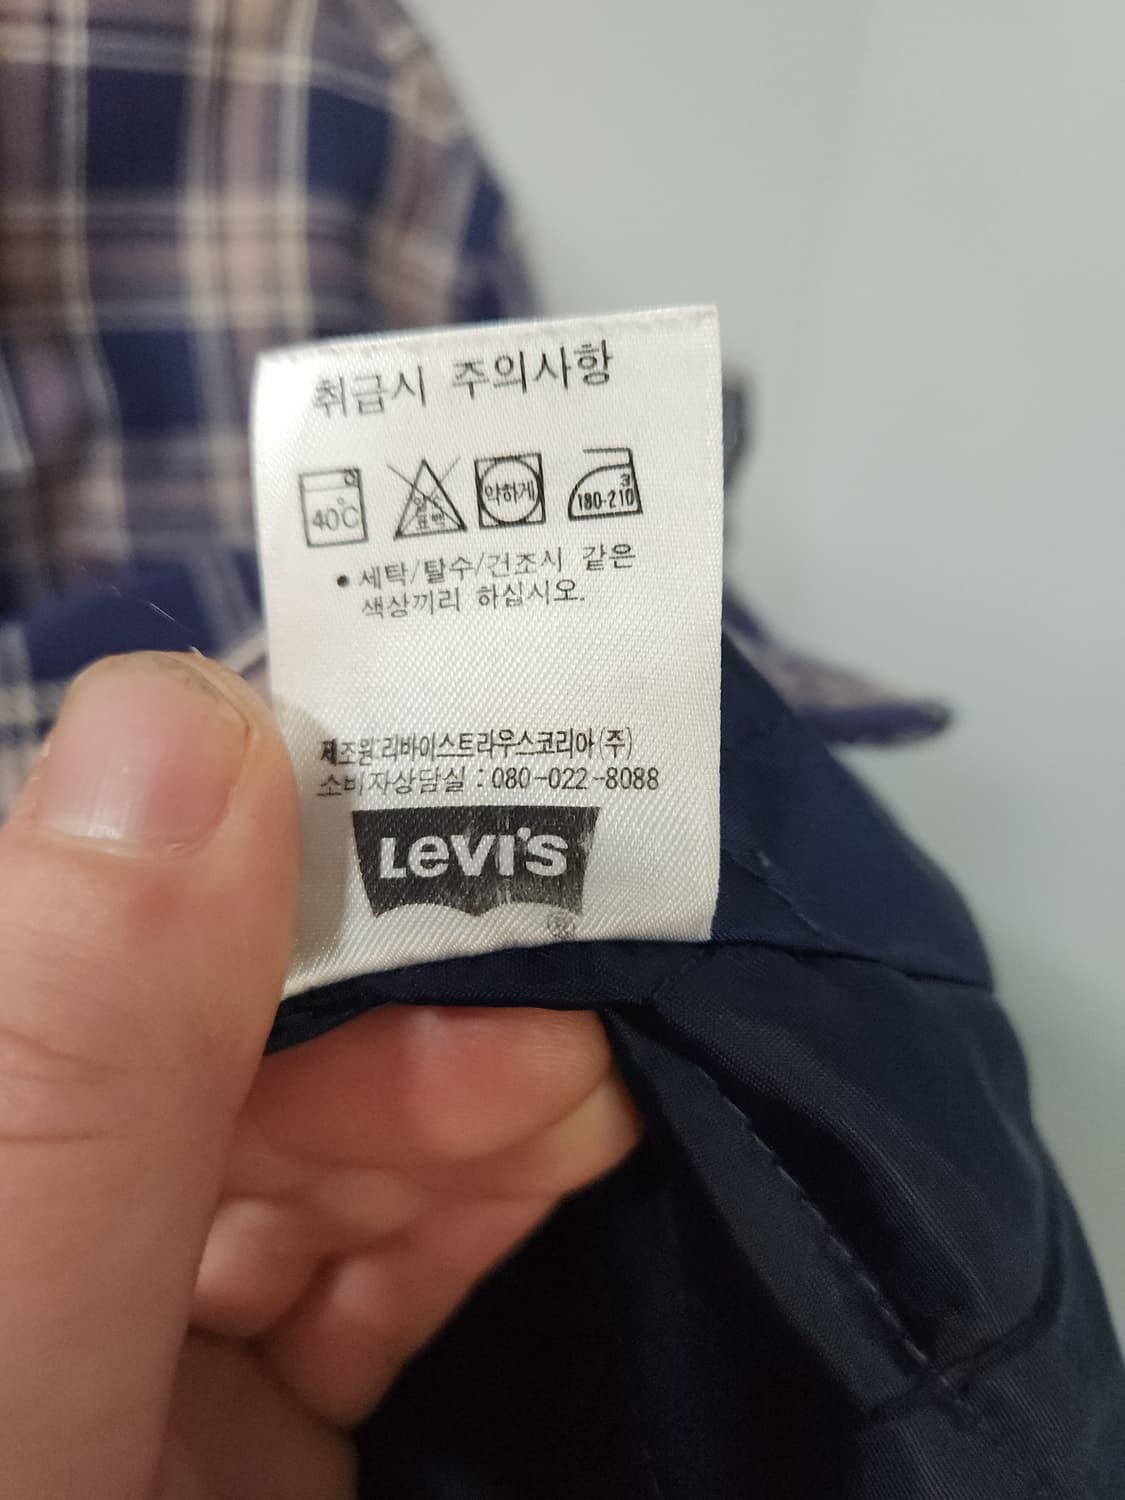 취급시 주의사항
40°C 약하게 3 180-210
• 세탁/탈수/건조시 같은
색상끼리 하십시오.
제조원:리바이스트라우스코리아(주)
소비자상담실 : 080-022-8088
LEVI'S
®